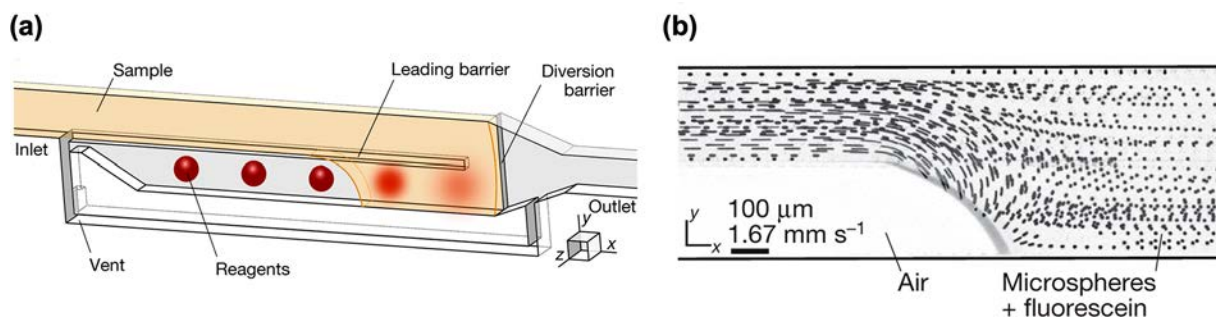 (a)
Sample
Leading barrier
Diversion
barrier
Inlet
Outlet
Vent
Reagents
y
x
z
(b)
y
x
100 μm
1.67 mm s⁻¹
Air
Microspheres
+ fluorescein